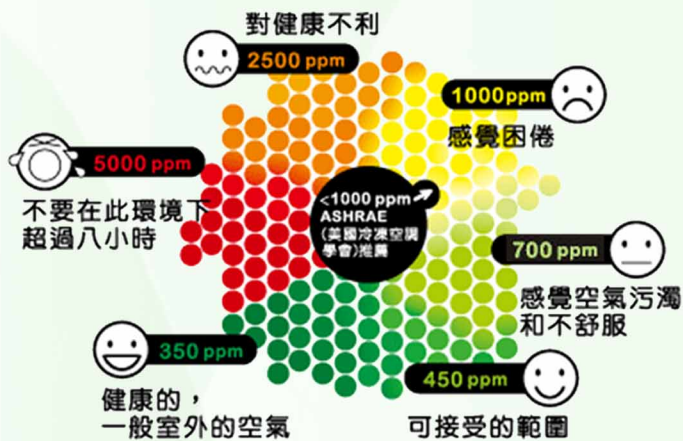 對健康不利
2500 ppm
1000ppm
感覺困倦
5000 ppm
不要在此環境下
超過八小時
<1000 ppm
ASHRAE
(美國冷凍空調
學會)推薦
700 ppm
感覺空氣污濁
和不舒服
350 ppm
健康的，
一般室外的空氣
450 ppm
可接受的範圍